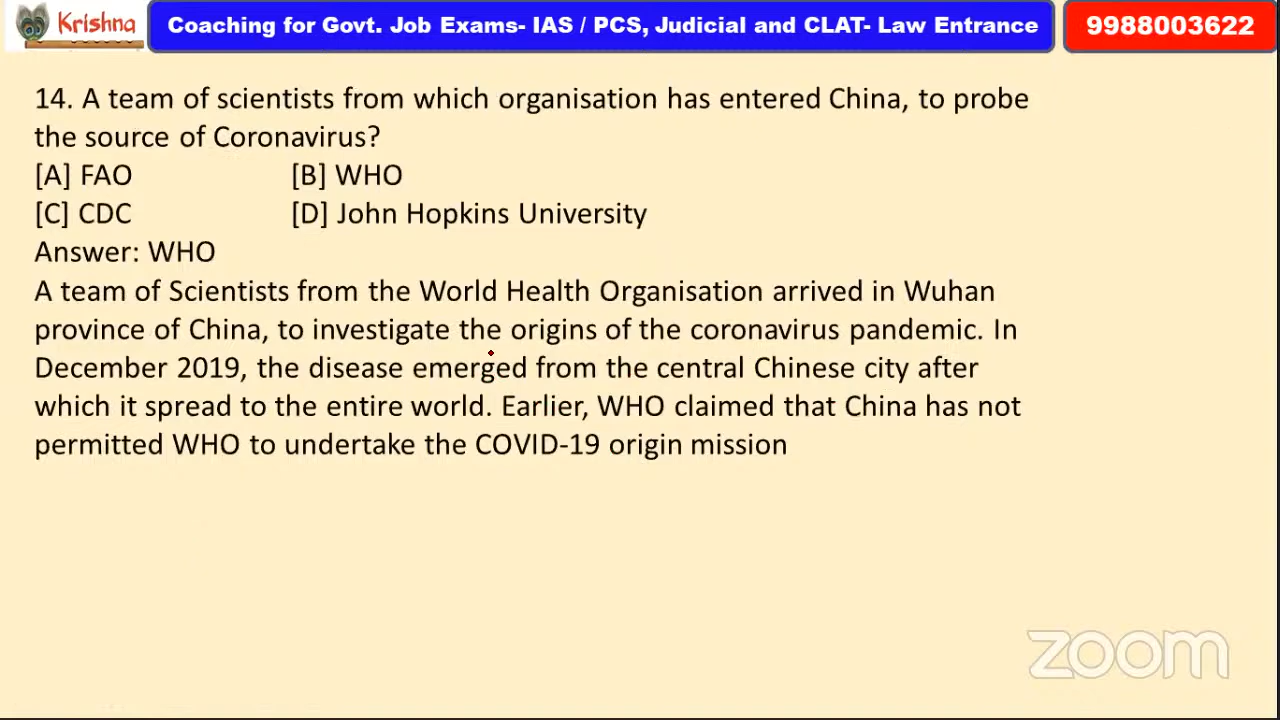 Krishna
Coaching for Govt. Job Exams- IAS / PCS, Judicial and CLAT- Law Entrance
9988003622
14. A team of scientists from which organisation has entered China, to probe
the source of Coronavirus?
[A] FAO [B] WHO
[C] CDC [D] John Hopkins University
Answer: WHO
A team of Scientists from the World Health Organisation arrived in Wuhan
province of China, to investigate the origins of the coronavirus pandemic. In
December 2019, the disease emerged from the central Chinese city after
which it spread to the entire world. Earlier, WHO claimed that China has not
permitted WHO to undertake the COVID-19 origin mission
zoom